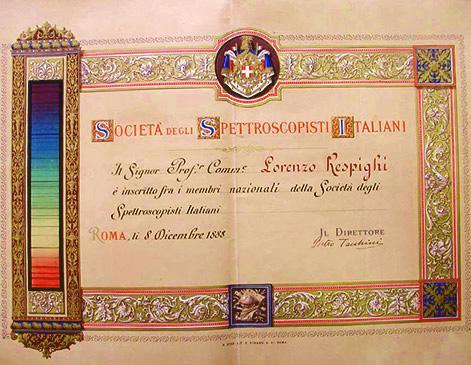 SOCIETÀ DEGLI SPETTROSCOPISTI ITALIANI
Il Signor Prof.r Comm.e Lorenzo Respighi
è inscritto fra i membri nazionali della Società degli
Spettroscopisti Italiani
ROMA, li 8 Dicembre 1888.
IL DIRETTORE
Pietro Tacchini